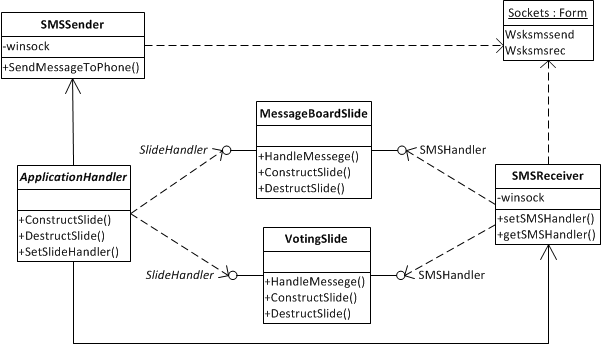 SMSSender
-winsock
+SendMessageToPhone()
Sockets : Form
Wsksmssend
Wsksmsrec
MessageBoardSlide
+HandleMessege()
+ConstructSlide()
+DestructSlide()
SlideHandler
SMSHandler
ApplicationHandler
+ConstructSlide()
+DestructSlide()
+SetSlideHandler()
SMSReceiver
-winsock
+setSMSHandler()
+getSMSHandler()
VotingSlide
+HandleMessege()
+ConstructSlide()
+DestructSlide()
SlideHandler
SMSHandler